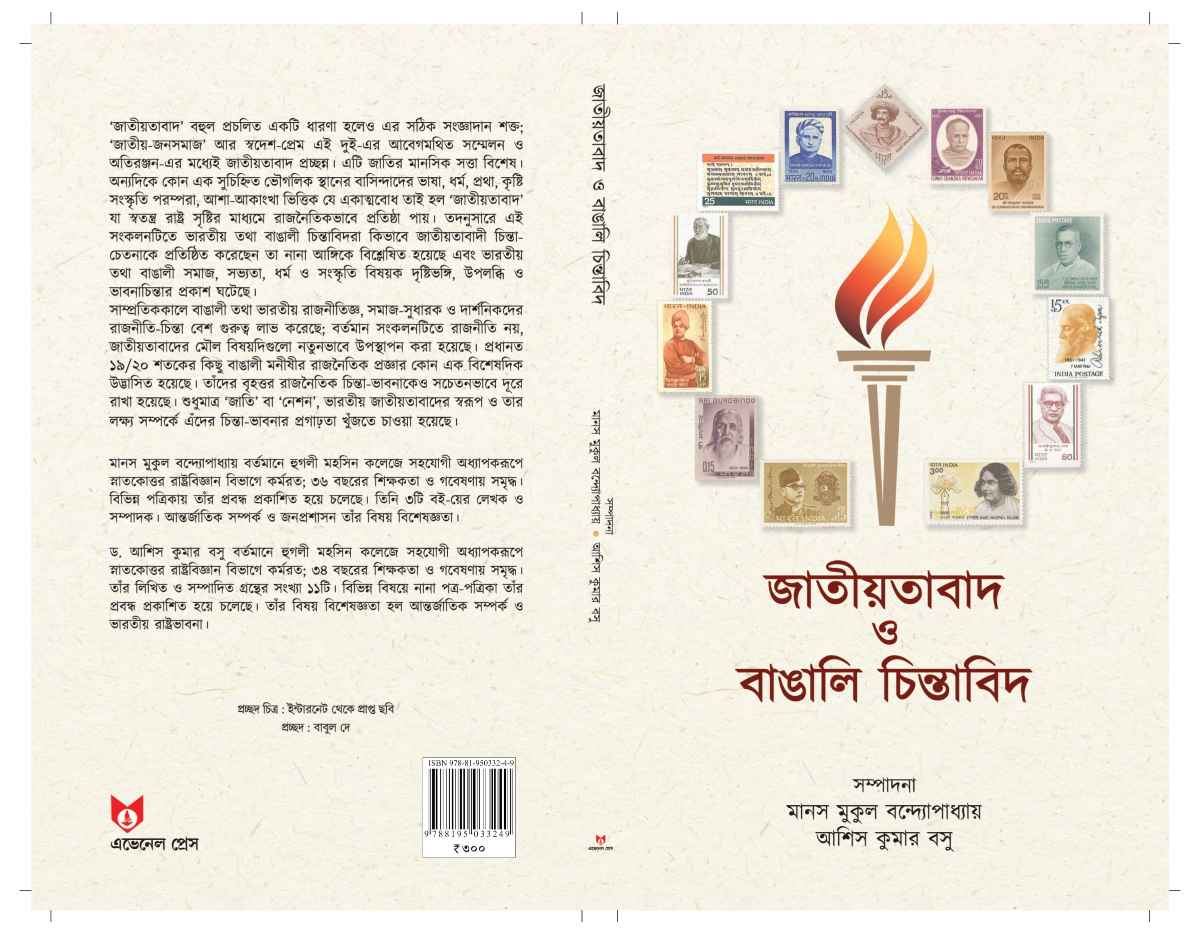 'জাতীয়তাবাদ' বহুল প্রচলিত একটি ধারণা হলেও এর সঠিক সংজ্ঞাদান শক্ত;
'জাতীয়-জনসমাজ' আর স্বদেশ-প্রেম এই দুই-এর আবেগমথিত সম্মেলন ও
অতিরঞ্জন-এর মধ্যেই জাতীয়তাবাদ প্রচ্ছন্ন। এটি জাতির মানসিক সত্তা বিশেষ।
অন্যদিকে কোন এক সুচিহ্নিত ভৌগলিক স্থানের বাসিন্দাদের ভাষা, ধর্ম, প্রথা, কৃষ্টি
সংস্কৃতি পরম্পরা, আশা-আকাংখা ভিত্তিক যে একাত্মবোধ তাই হল 'জাতীয়তাবাদ'
যা স্বতন্ত্র রাষ্ট্র সৃষ্টির মাধ্যমে রাজনৈতিকভাবে প্রতিষ্ঠা পায়। তদনুসারে এই
সংকলনটিতে ভারতীয় তথা বাঙালী চিন্তাবিদরা কিভাবে জাতীয়তাবাদী চিন্তা-
চেতনাকে প্রতিষ্ঠিত করেছেন তা নানা আঙ্গিকে বিশ্লেষিত হয়েছে এবং ভারতীয়
তথা বাঙালী সমাজ, সভ্যতা, ধর্ম ও সংস্কৃতি বিষয়ক দৃষ্টিভঙ্গি, উপলব্ধি ও
ভাবনাচিন্তার প্রকাশ ঘটেছে।
সাম্প্রতিককালে বাঙালী তথা ভারতীয় রাজনীতিজ্ঞ, সমাজ-সুধারক ও দার্শনিকদের
রাজনীতি-চিন্তা বেশ গুরুত্ব লাভ করেছে; বর্তমান সংকলনটিতে রাজনীতি নয়,
জাতীয়তাবাদের মৌল বিষয়দিগুলো নতুনভাবে উপস্থাপন করা হয়েছে। প্রধানত
১৯/২০ শতকের কিছু বাঙালী মনীষীর রাজনৈতিক প্রজ্ঞার কোন এক বিশেষদিক
উদ্ভাসিত হয়েছে। তাঁদের বৃহত্তর রাজনৈতিক চিন্তা-ভাবনাকেও সচেতনভাবে দূরে
রাখা হয়েছে। শুধুমাত্র 'জাতি' বা 'নেশন', ভারতীয় জাতীয়তাবাদের স্বরূপ ও তার
লক্ষ্য সম্পর্কে এঁদের চিন্তা-ভাবনার প্রগাঢ়তা খুঁজতে চাওয়া হয়েছে।
মানস মুকুল বন্দ্যোপাধ্যায় বর্তমানে হুগলী মহসিন কলেজে সহযোগী অধ্যাপকরূপে
স্নাতকোত্তর রাষ্ট্রবিজ্ঞান বিভাগে কর্মরত; ৩৬ বছরের শিক্ষকতা ও গবেষণায় সমৃদ্ধ।
বিভিন্ন পত্রিকায় তাঁর প্রবন্ধ প্রকাশিত হয়ে চলেছে। তিনি ৩টি বই-য়ের লেখক ও
সম্পাদক। আন্তর্জাতিক সম্পর্ক ও জনপ্রশাসন তাঁর বিষয় বিশেষজ্ঞতা।
ড. আশিস কুমার বসু বর্তমানে হুগলী মহসিন কলেজে সহযোগী অধ্যাপকরূপে
স্নাতকোত্তর রাষ্ট্রবিজ্ঞান বিভাগে কর্মরত; ৩৪ বছরের শিক্ষকতা ও গবেষণায় সমৃদ্ধ।
তাঁর লিখিত ও সম্পাদিত গ্রন্থের সংখ্যা ১১টি। বিভিন্ন বিষয়ে নানা পত্র-পত্রিকা তাঁর
প্রবন্ধ প্রকাশিত হয়ে চলেছে। তাঁর বিষয় বিশেষজ্ঞতা হল আন্তর্জাতিক সম্পর্ক ও
ভারতীয় রাষ্ট্রভাবনা।
প্রচ্ছদ চিত্র : ইন্টারনেট থেকে প্রাপ্ত ছবি
প্রচ্ছদ : বাবুল দে
ISBN 978-81-950332-4-9
9 788195 033249
₹ ৩০০
এভেনেল প্রেস
জাতীয়তাবাদ ও বাঙালি চিন্তাবিদ
সম্পাদনা
মানস মুকুল বন্দ্যোপাধ্যায় ● আশিস কুমার বসু
এভেনেল প্রেস
25
भारत INDIA
भारत 20 INDIA
20
50
भारत INDIA
15
INDIA POSTAGE
0.15
60
भारत INDIA
3.00
জাতীয়তাবাদ
ও
বাঙালি চিন্তাবিদ
সম্পাদনা
মানস মুকুল বন্দ্যোপাধ্যায়
আশিস কুমার বসু